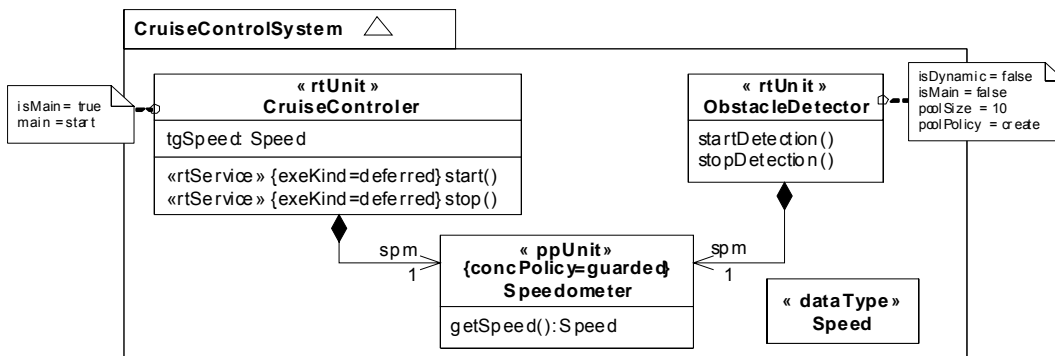 CruiseControlSystem
isMain= true
main=start
« rtUnit »
CruiseControler
tgSpeed: Speed
«rtService» {exeKind=deferred} start()
«rtService» {exeKind=deferred} stop()
« rtUnit »
ObstacleDetector
startDetection()
stopDetection()
isDynamic = false
isMain = false
poolSize = 10
poolPolicy = create
spm
1
« ppUnit»
{concPolicy=guarded}
Speedometer
getSpeed():Speed
spm
1
« dataType»
Speed